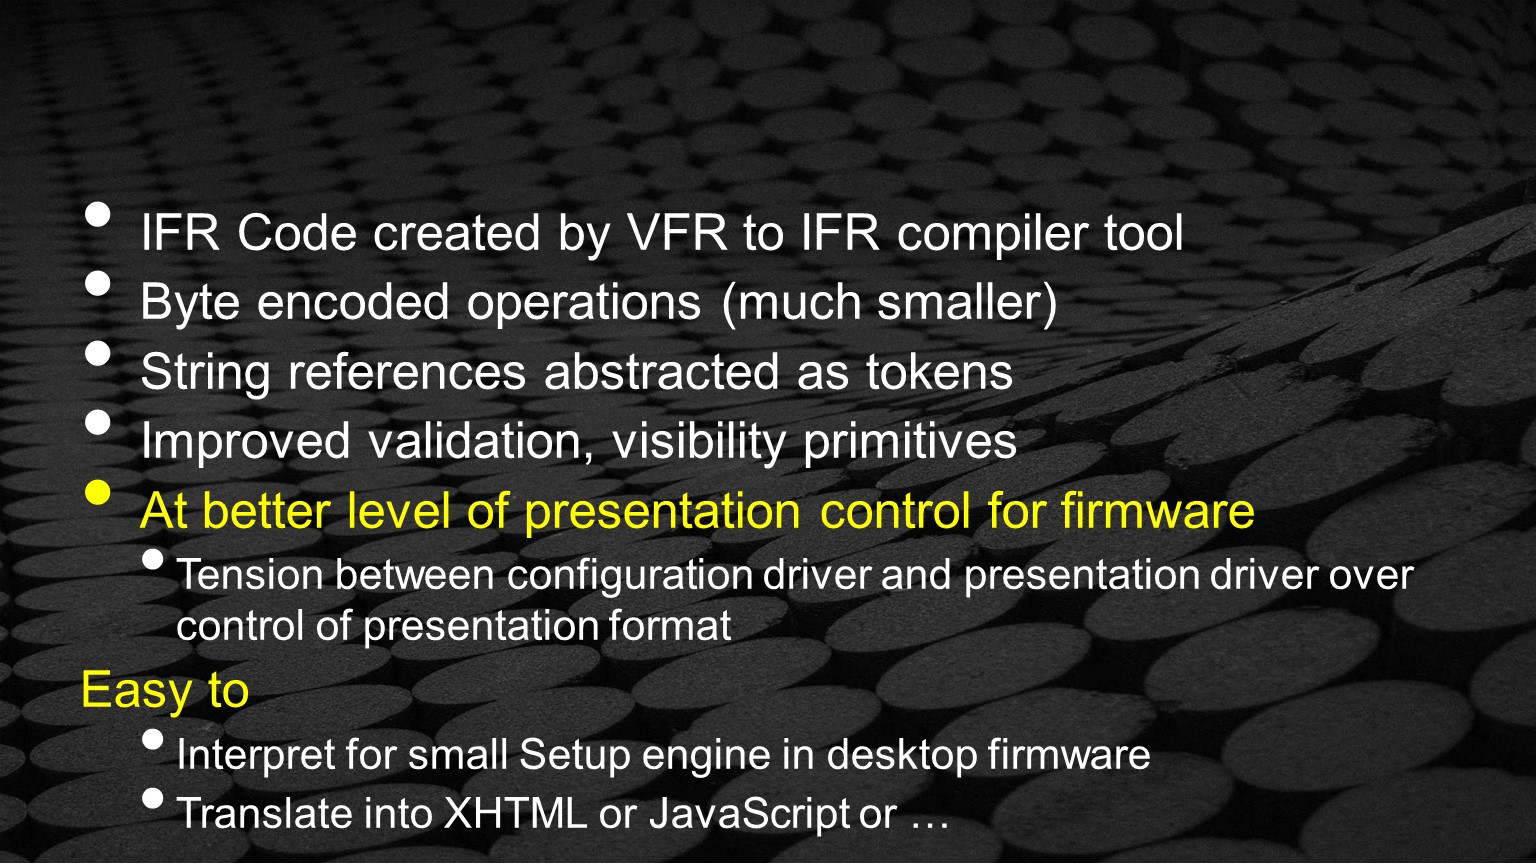 • IFR Code created by VFR to IFR compiler tool
• Byte encoded operations (much smaller)
• String references abstracted as tokens
• Improved validation, visibility primitives
• At better level of presentation control for firmware
• Tension between configuration driver and presentation driver over
control of presentation format
Easy to
• Interpret for small Setup engine in desktop firmware
• Translate into XHTML or JavaScript or …